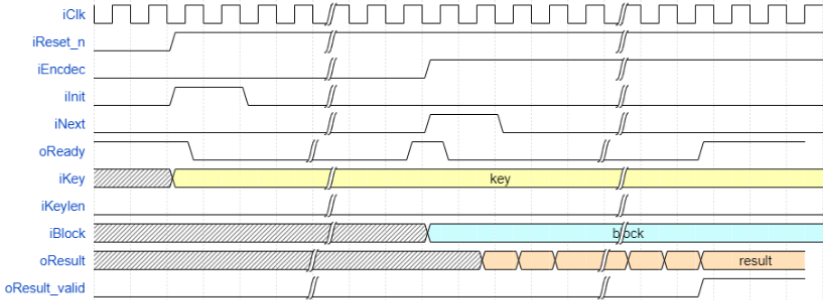 iClk
iReset_n
iEncdec
iInit
iNext
oReady
iKey key
iKeylen
iBlock block
oResult result
oResult_valid